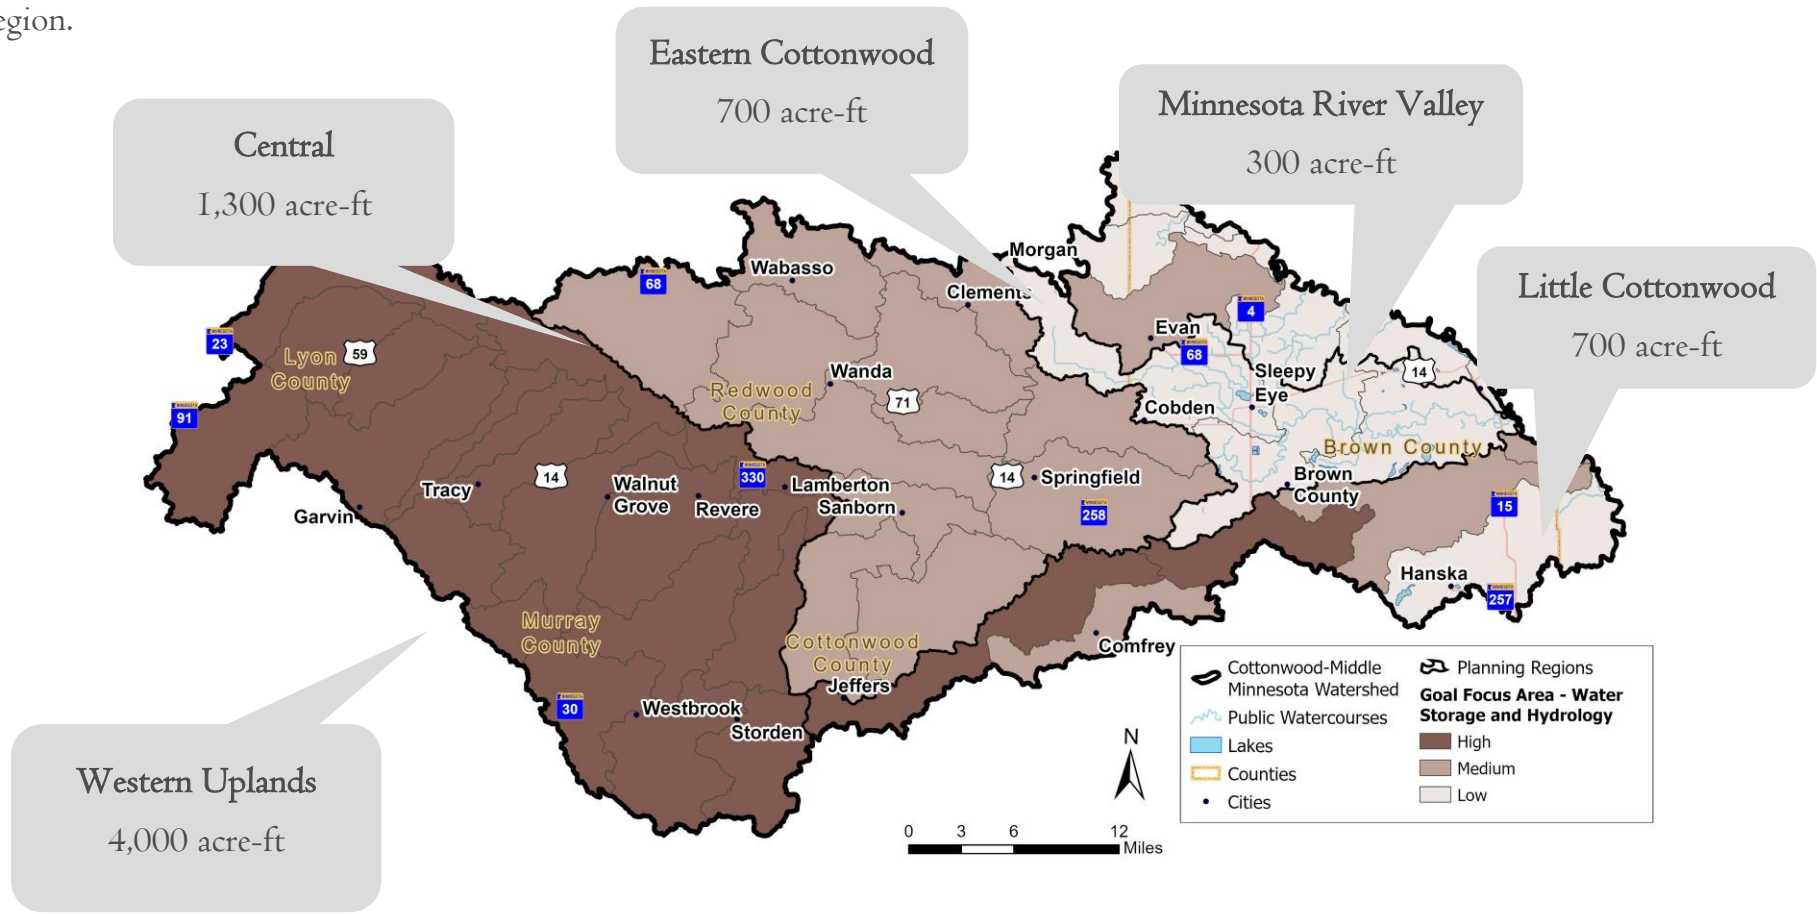 egion.
Eastern Cottonwood
700 acre-ft
Minnesota River Valley
300 acre-ft
Central
1,300 acre-ft
Little Cottonwood
700 acre-ft
Western Uplands
4,000 acre-ft
Morgan
Wabasso
68
Clements
4
Evan
68
23
Lyon
County
59
Sleepy
Eye
14
Wanda
Redwood
County
71
91
Cobden
Brown County
Tracy
14
Walnut
Grove
330
Revere
Lamberton
Sanborn
14
Springfield
258
Brown
County
15
Garvin
Hanska
257
Murray
County
Cottonwood
County
Jeffers
Comfrey
30
Westbrook
Storden
Cottonwood-Middle
Minnesota Watershed
Public Watercourses
Lakes
Counties
Cities
Planning Regions
Goal Focus Area - Water
Storage and Hydrology
High
Medium
Low
N
0 3 6 12
Miles